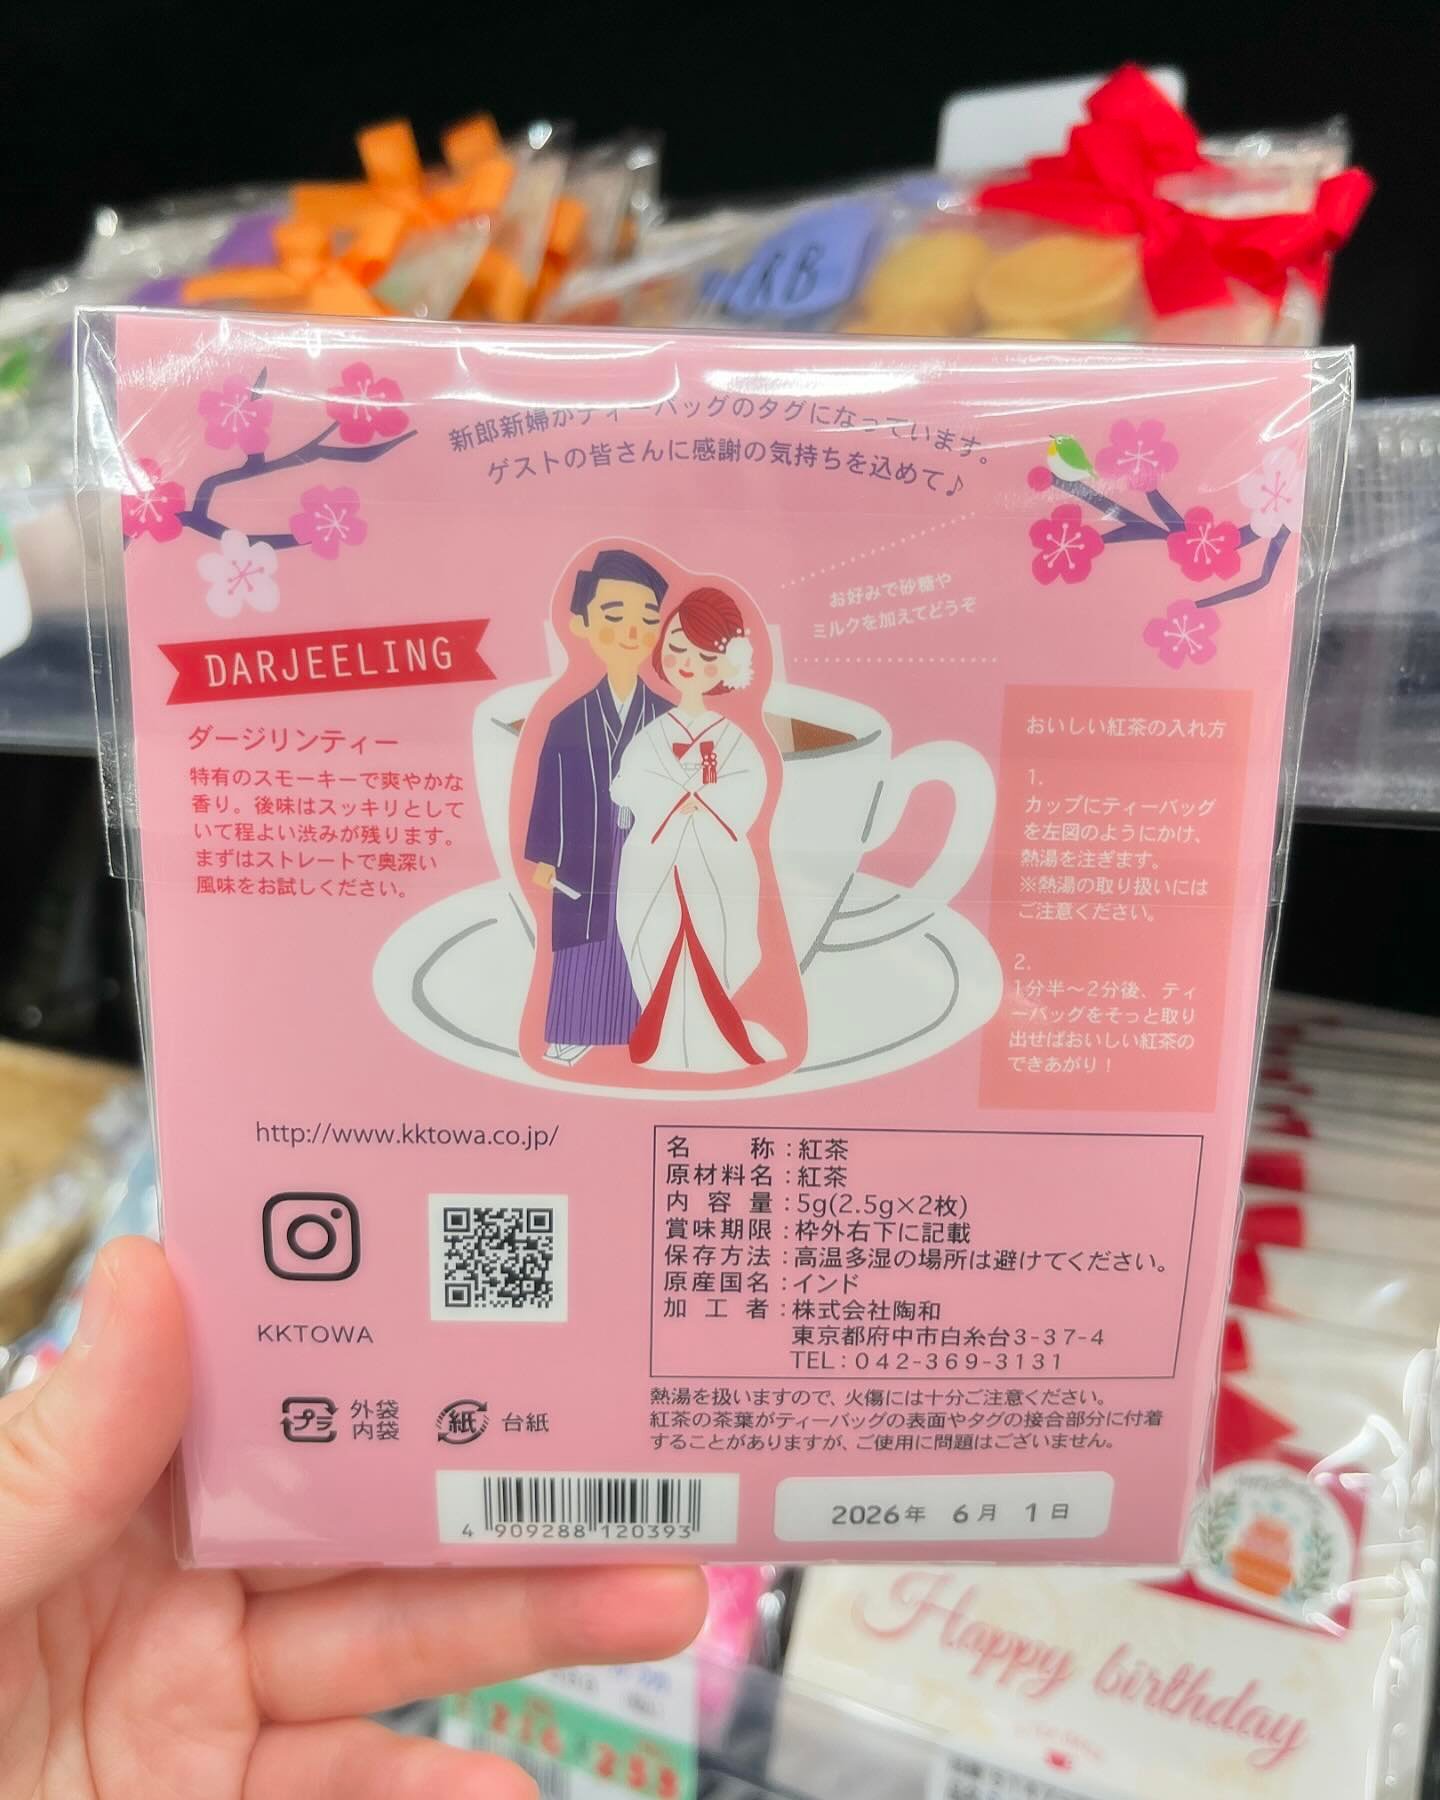 &B
新郎新婦がティーバッグのタグになっています。
ゲストの皆さんに感謝の気持ちを込めて♪
お好みで砂糖や
ミルクを加えてどうぞ
DARJEELING
ダージリンティー
特有のスモーキーで爽やかな
香り。後味はスッキリとして
いて程よい渋みが残ります。
まずはストレートで奥深い
風味をお試しください。
おいしい紅茶の入れ方
1.
カップにティーバッグ
を左図のようにかけ、
熱湯を注ぎます。
※熱湯の取り扱いには
ご注意ください。
2.
1分半～2分後、ティ
ーバッグをそっと取り
出せばおいしい紅茶の
できあがり！
http://www.kktowa.co.jp/
KKTOWA
プラ 外袋
内袋
紙 台紙
名称：紅茶
原材料名：紅茶
内容量：5g(2.5g×2枚)
賞味期限：枠外右下に記載
保存方法：高温多湿の場所は避けてください。
原産国名：インド
加工者：株式会社陶和
東京都府中市白糸台3-37-4
TEL：042-369-3131
熱湯を扱いますので、火傷には十分ご注意ください。
紅茶の茶葉がティーバッグの表面やタグの接合部分に付着
することがありますが、ご使用に問題はございません。
4 909288 120393
2026年 6月 1日
Happy birthday